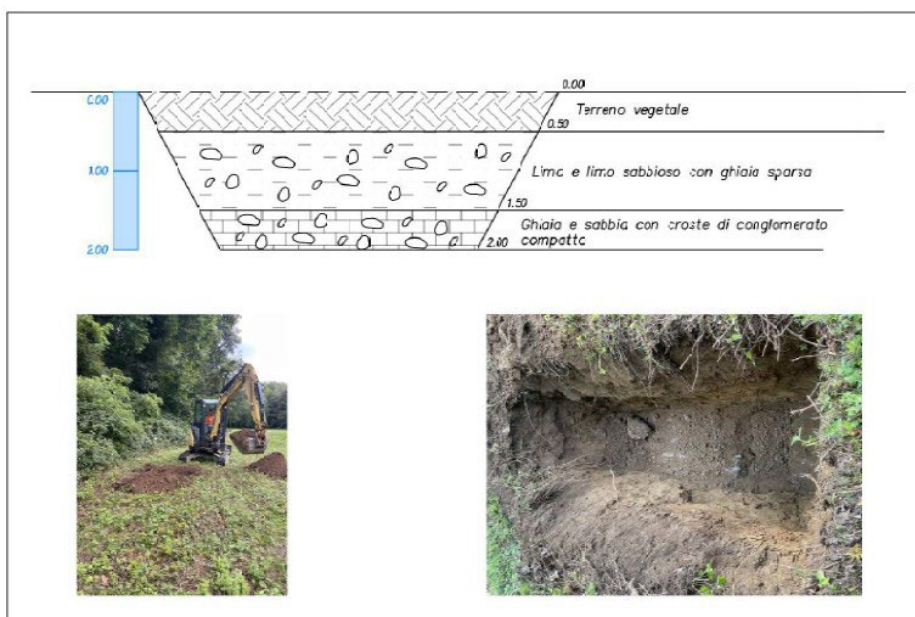 0.00
0.00
Terreno vegetale
0.50
1.00
Limo e limo sabbioso con ghiaia sparsa
1.50
Ghiaia e sabbia con croste di conglomerato
compatto
2.00
2.00